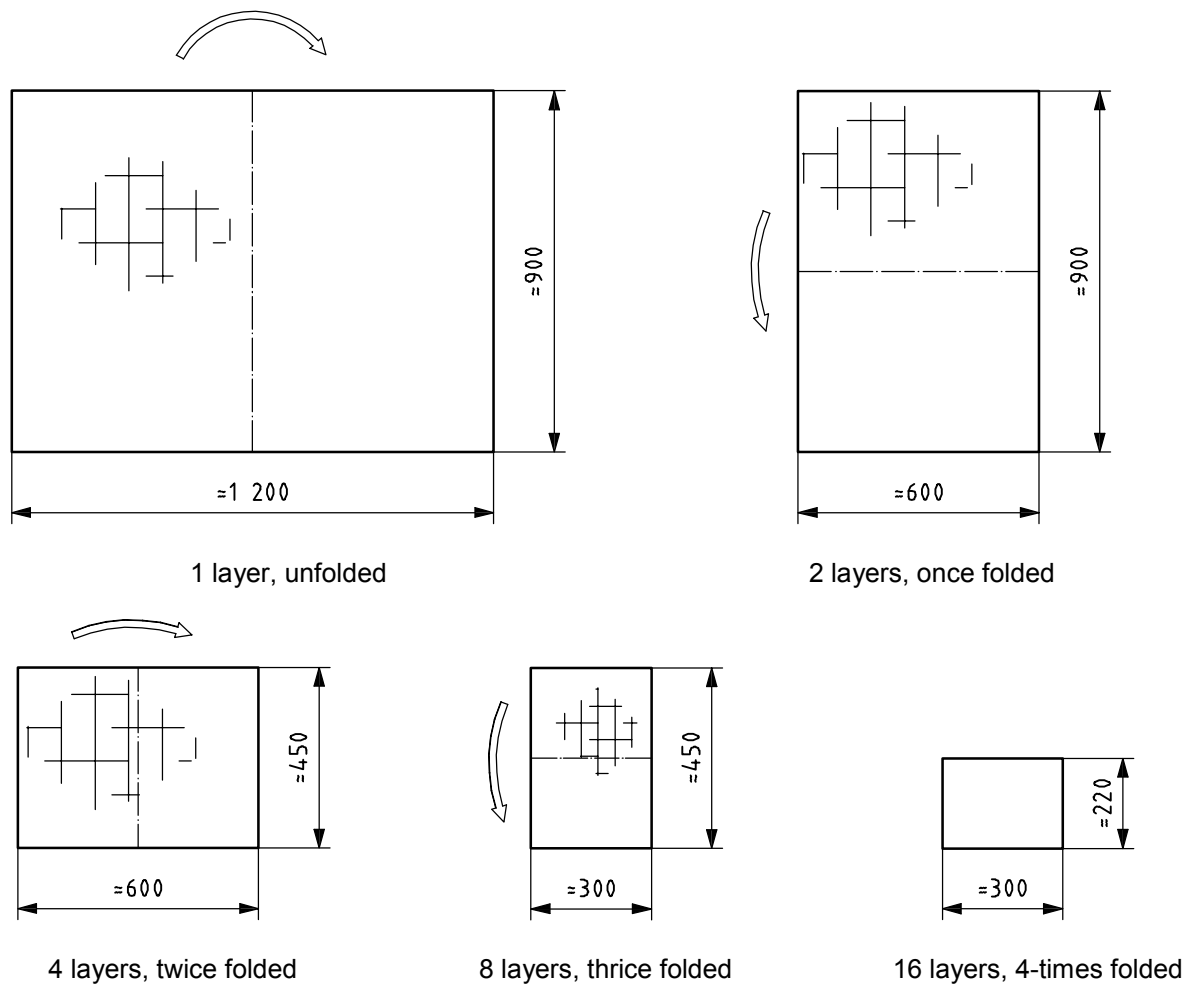 ≈900
≈900
≈1 200
≈600
1 layer, unfolded
2 layers, once folded
≈450
≈450
≈220
≈600
≈300
≈300
4 layers, twice folded
8 layers, thrice folded
16 layers, 4-times folded